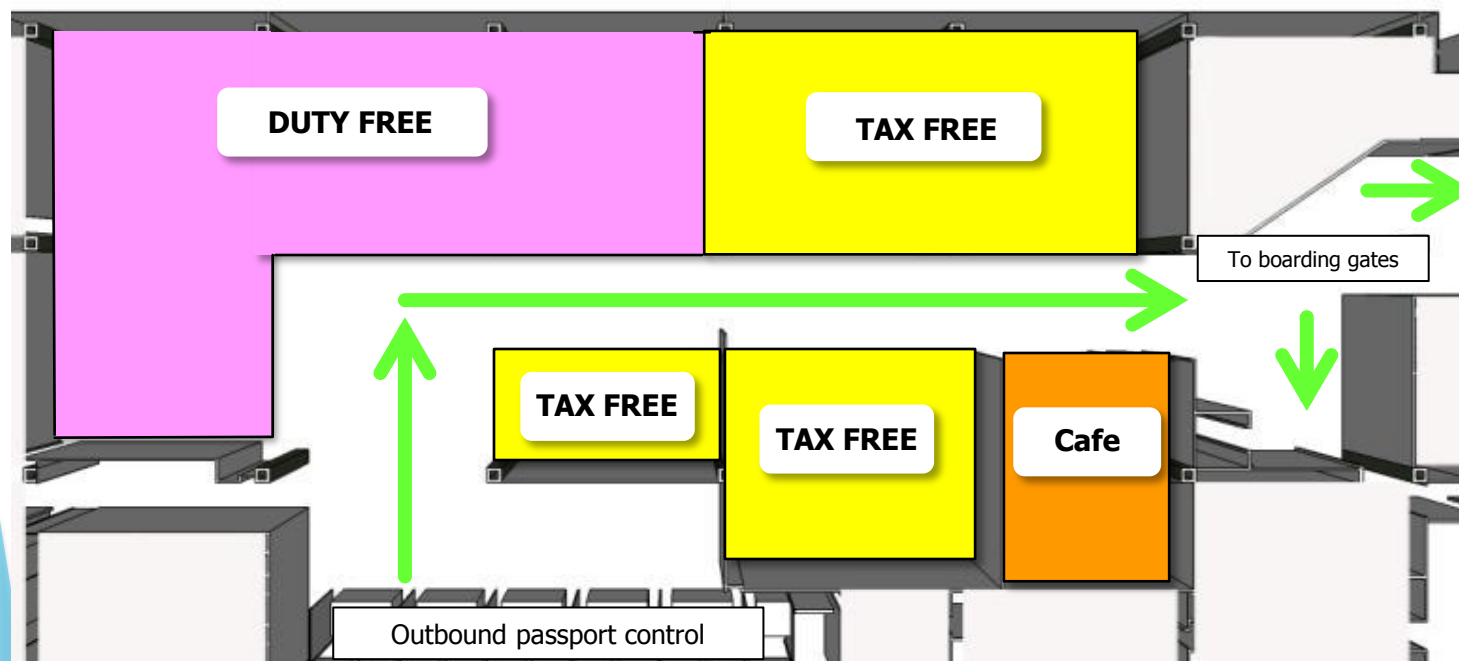 DUTY FREE
TAX FREE
To boarding gates
TAX FREE
TAX FREE
Cafe
Outbound passport control